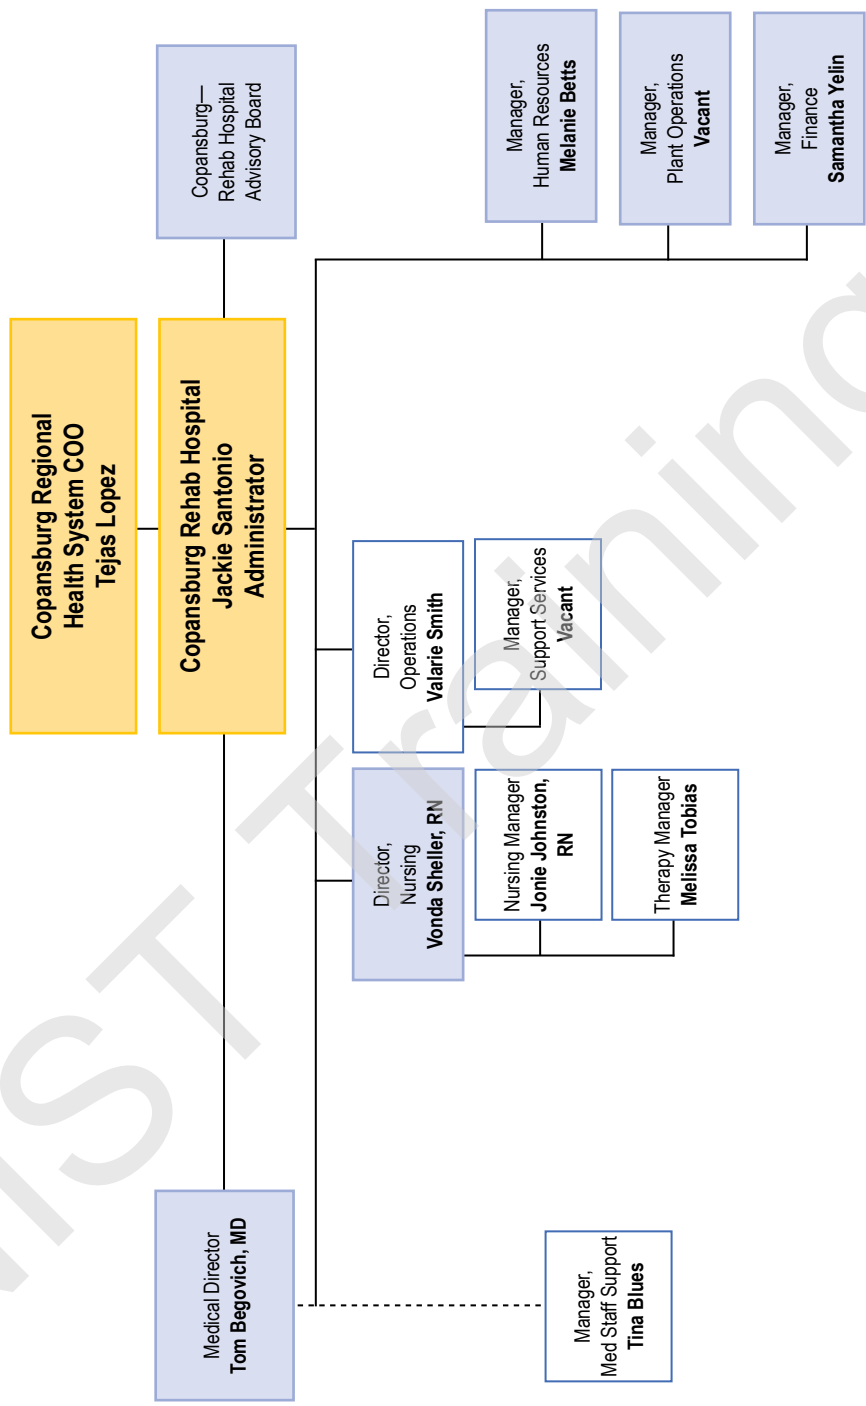 Copansburg Regional
Health System COO
Tejas Lopez
Copansburg Rehab Hospital
Jackie Santonio
Administrator
Medical Director
Tom Begovich, MD
Copansburg—
Rehab Hospital
Advisory Board
Director,
Nursing
Vonda Sheller, RN
Director,
Operations
Valarie Smith
Nursing Manager
Jonie Johnston,
RN
Therapy Manager
Melissa Tobias
Manager,
Support Services
Vacant
Manager,
Med Staff Support
Tina Blues
Manager,
Human Resources
Melanie Betts
Manager,
Plant Operations
Vacant
Manager,
Finance
Samantha Yelin
NIST Training